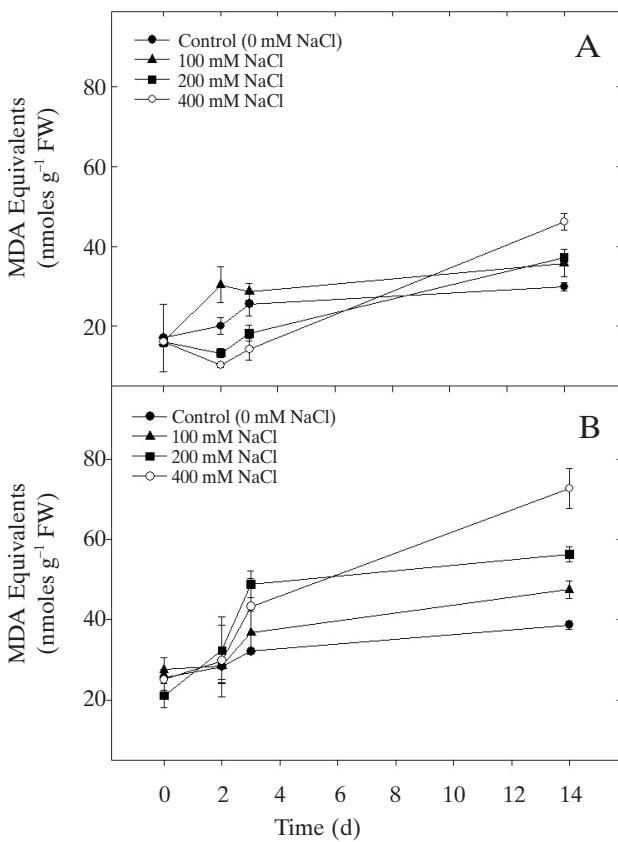 A
Control (0 mM NaCl)
100 mM NaCl
200 mM NaCl
400 mM NaCl
80
60
40
20
MDA Equivalents
(nmoles g⁻¹ FW)
B
Control (0 mM NaCl)
100 mM NaCl
200 mM NaCl
400 mM NaCl
80
60
40
20
MDA Equivalents
(nmoles g⁻¹ FW)
0 2 4 6 8 10 12 14
Time (d)